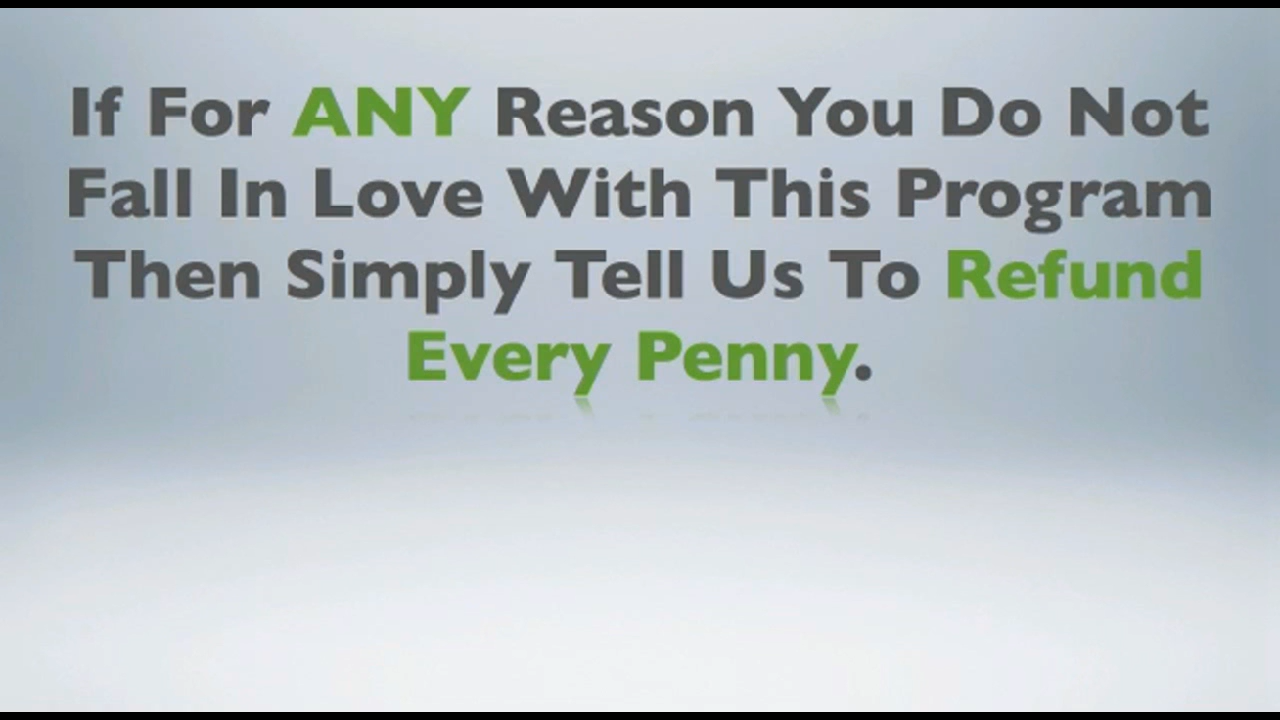 If For ANY Reason You Do Not
Fall In Love With This Program
Then Simply Tell Us To Refund
Every Penny.